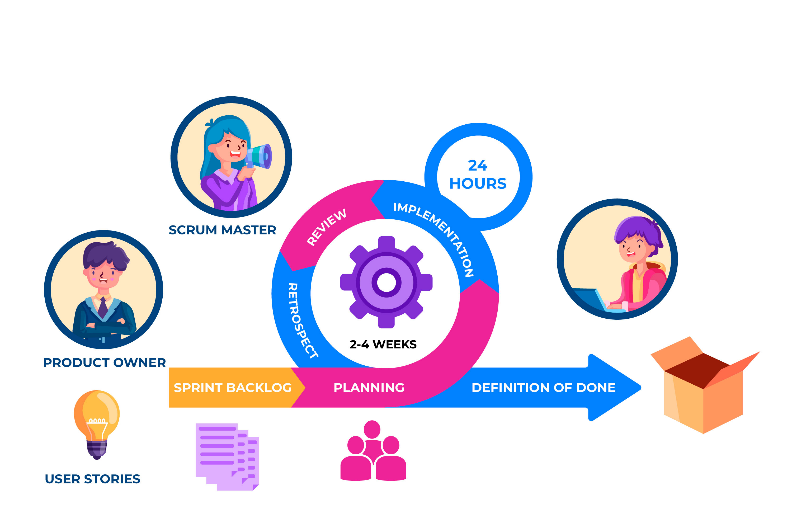 24
HOURS
SCRUM MASTER
REVIEW
IMPLEMENTATION
RETROSPECT
2-4 WEEKS
PRODUCT OWNER
SPRINT BACKLOG
PLANNING
DEFINITION OF DONE
USER STORIES